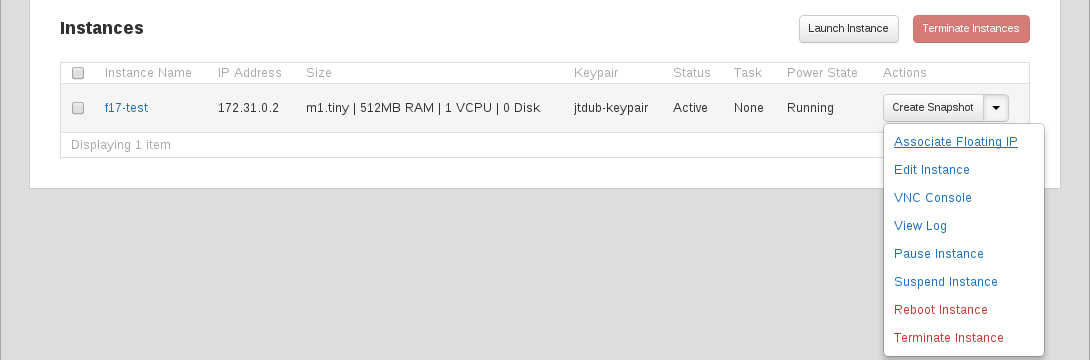 Instances Launch Instance Terminate Instances
Instance Name IP Address Size Keypair Status Task Power State Actions
f17-test 172.31.0.2 m1.tiny | 512MB RAM | 1 VCPU | 0 Disk jtdub-keypair Active None Running Create Snapshot
Displaying 1 item
Associate Floating IP
Edit Instance
VNC Console
View Log
Pause Instance
Suspend Instance
Reboot Instance
Terminate Instance